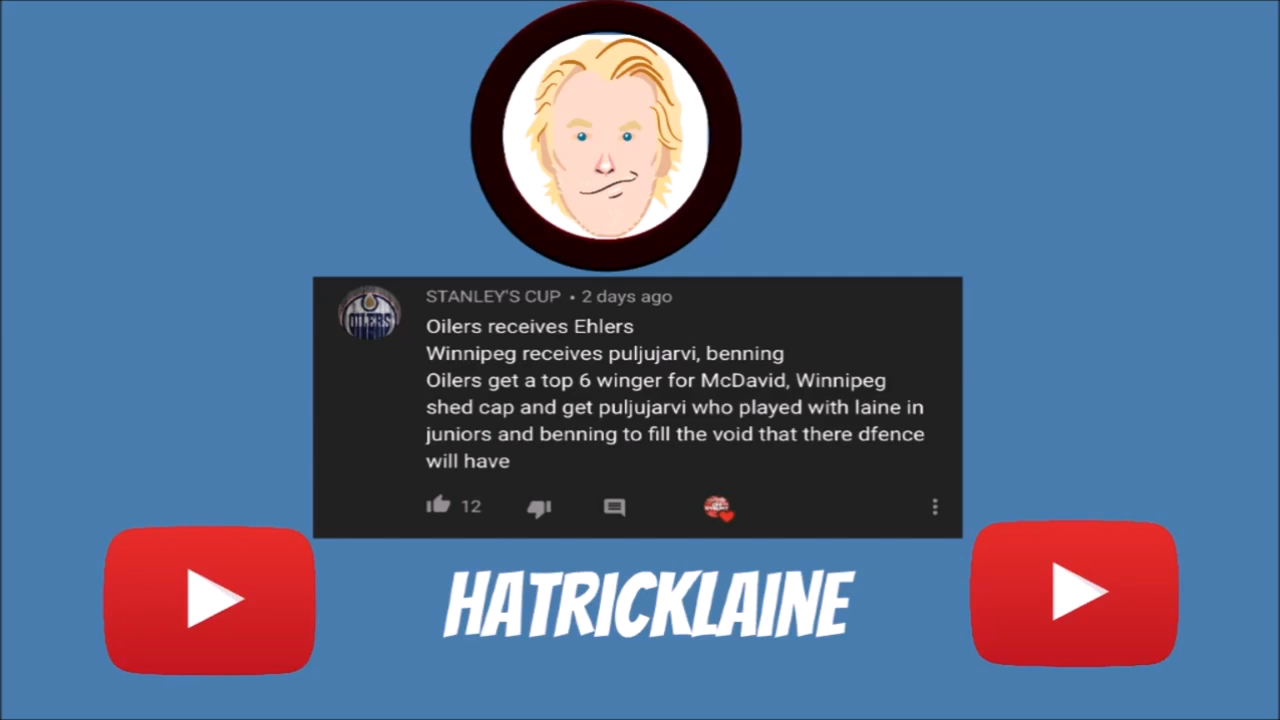 STANLEY'S CUP • 2 days ago
OILERS
Oilers receives Ehlers
Winnipeg receives puljujarvi, benning
Oilers get a top 6 winger for McDavid, Winnipeg
shed cap and get puljujarvi who played with laine in
juniors and benning to fill the void that there dfence
will have
12
HATRICKLAINE